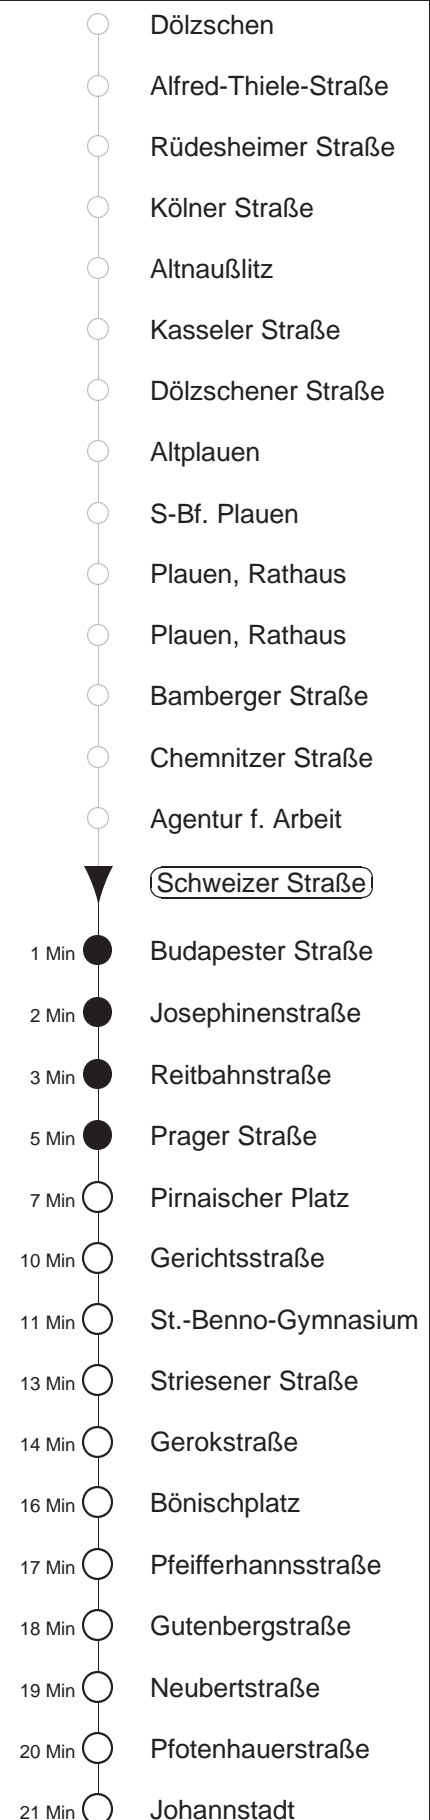 Dölzschen
Alfred-Thiele-Straße
Rüdesheimer Straße
Kölner Straße
Altnaußlitz
Kasseler Straße
Dölzschener Straße
Altplauen
S-Bf. Plauen
Plauen, Rathaus
Plauen, Rathaus
Bamberger Straße
Chemnitzer Straße
Agentur f. Arbeit
Schweizer Straße
1 Min Budapester Straße
2 Min Josephinenstraße
3 Min Reitbahnstraße
5 Min Prager Straße
7 Min Pirnaischer Platz
10 Min Gerichtsstraße
11 Min St.-Benno-Gymnasium
13 Min Striesener Straße
14 Min Gerokstraße
16 Min Bönischplatz
17 Min Pfeifferhannsstraße
18 Min Gutenbergstraße
19 Min Neubertstraße
20 Min Pfotenhauerstraße
21 Min Johannstadt